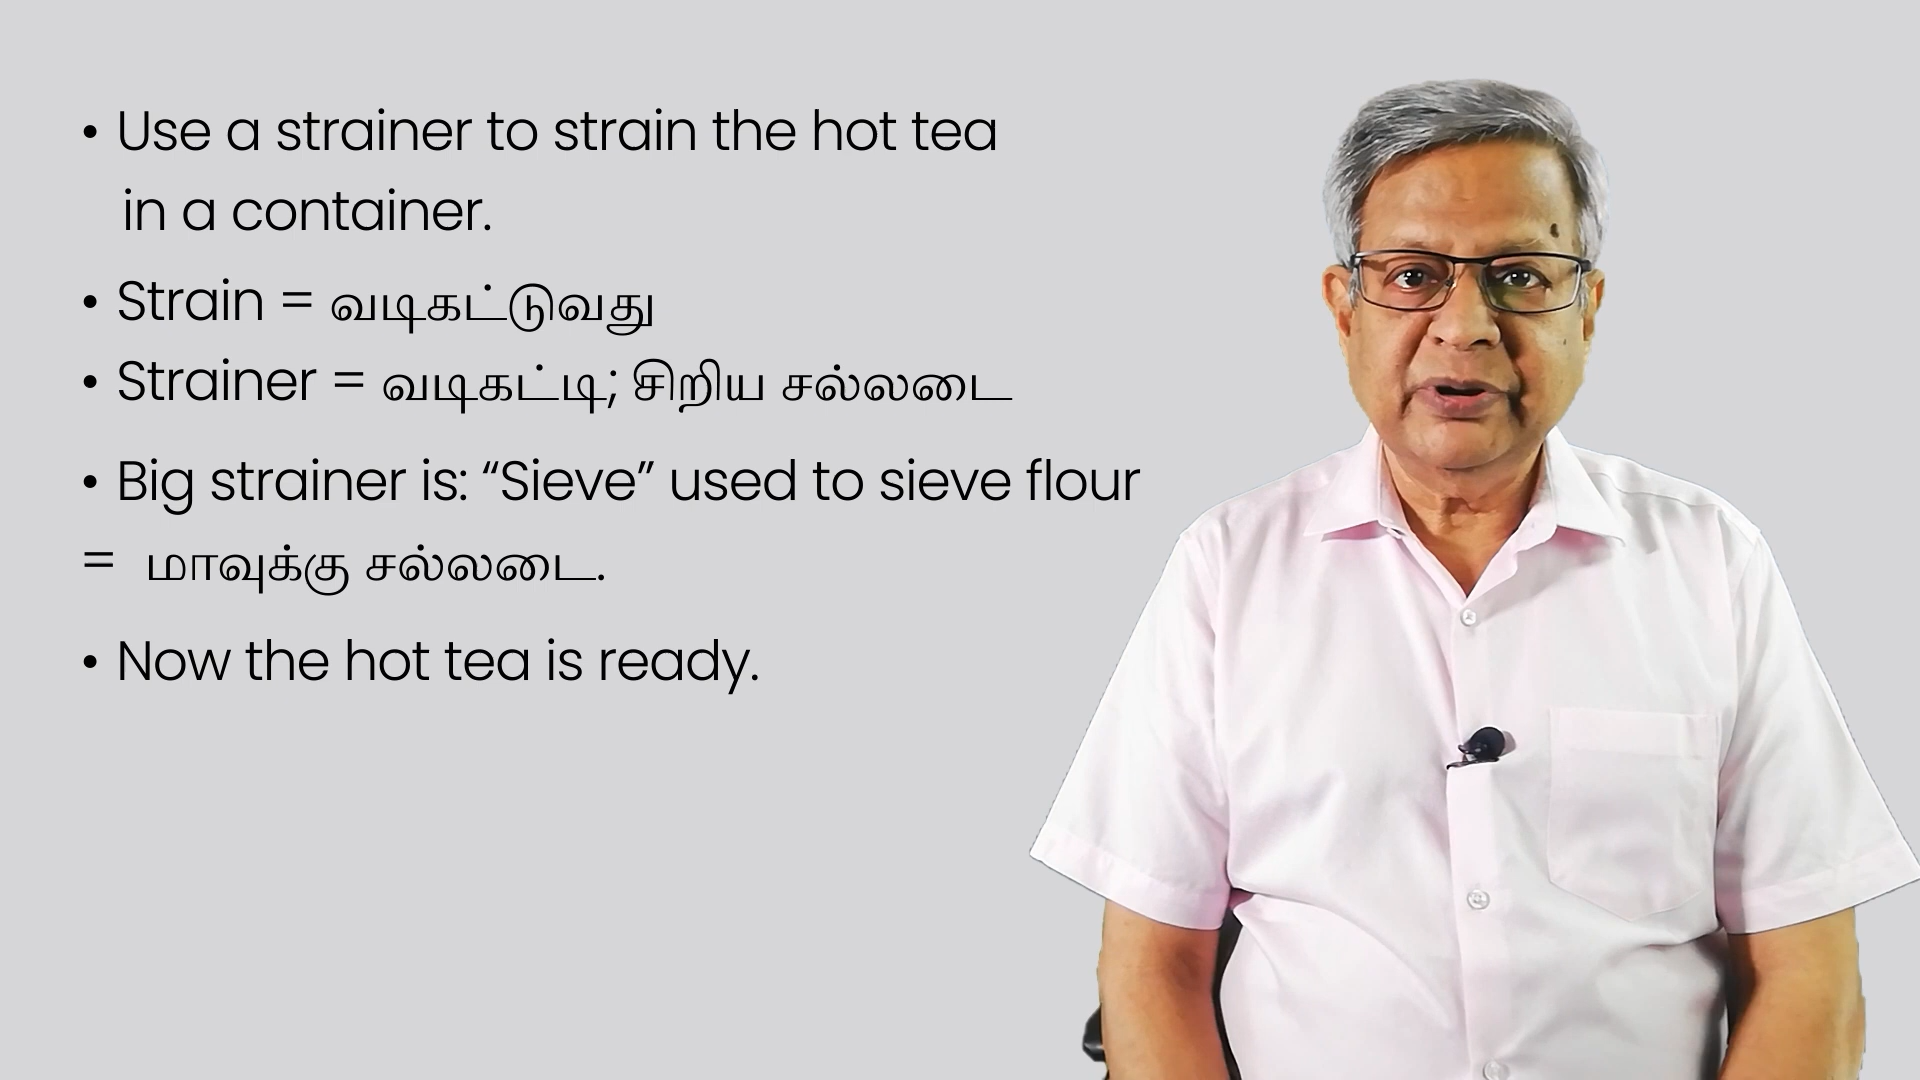 • Use a strainer to strain the hot tea
in a container.
• Strain = வடிகட்டுவது
• Strainer = வடிகட்டி; சிறிய சல்லடை
• Big strainer is: “Sieve” used to sieve flour
= மாவுக்கு சல்லடை.
• Now the hot tea is ready.